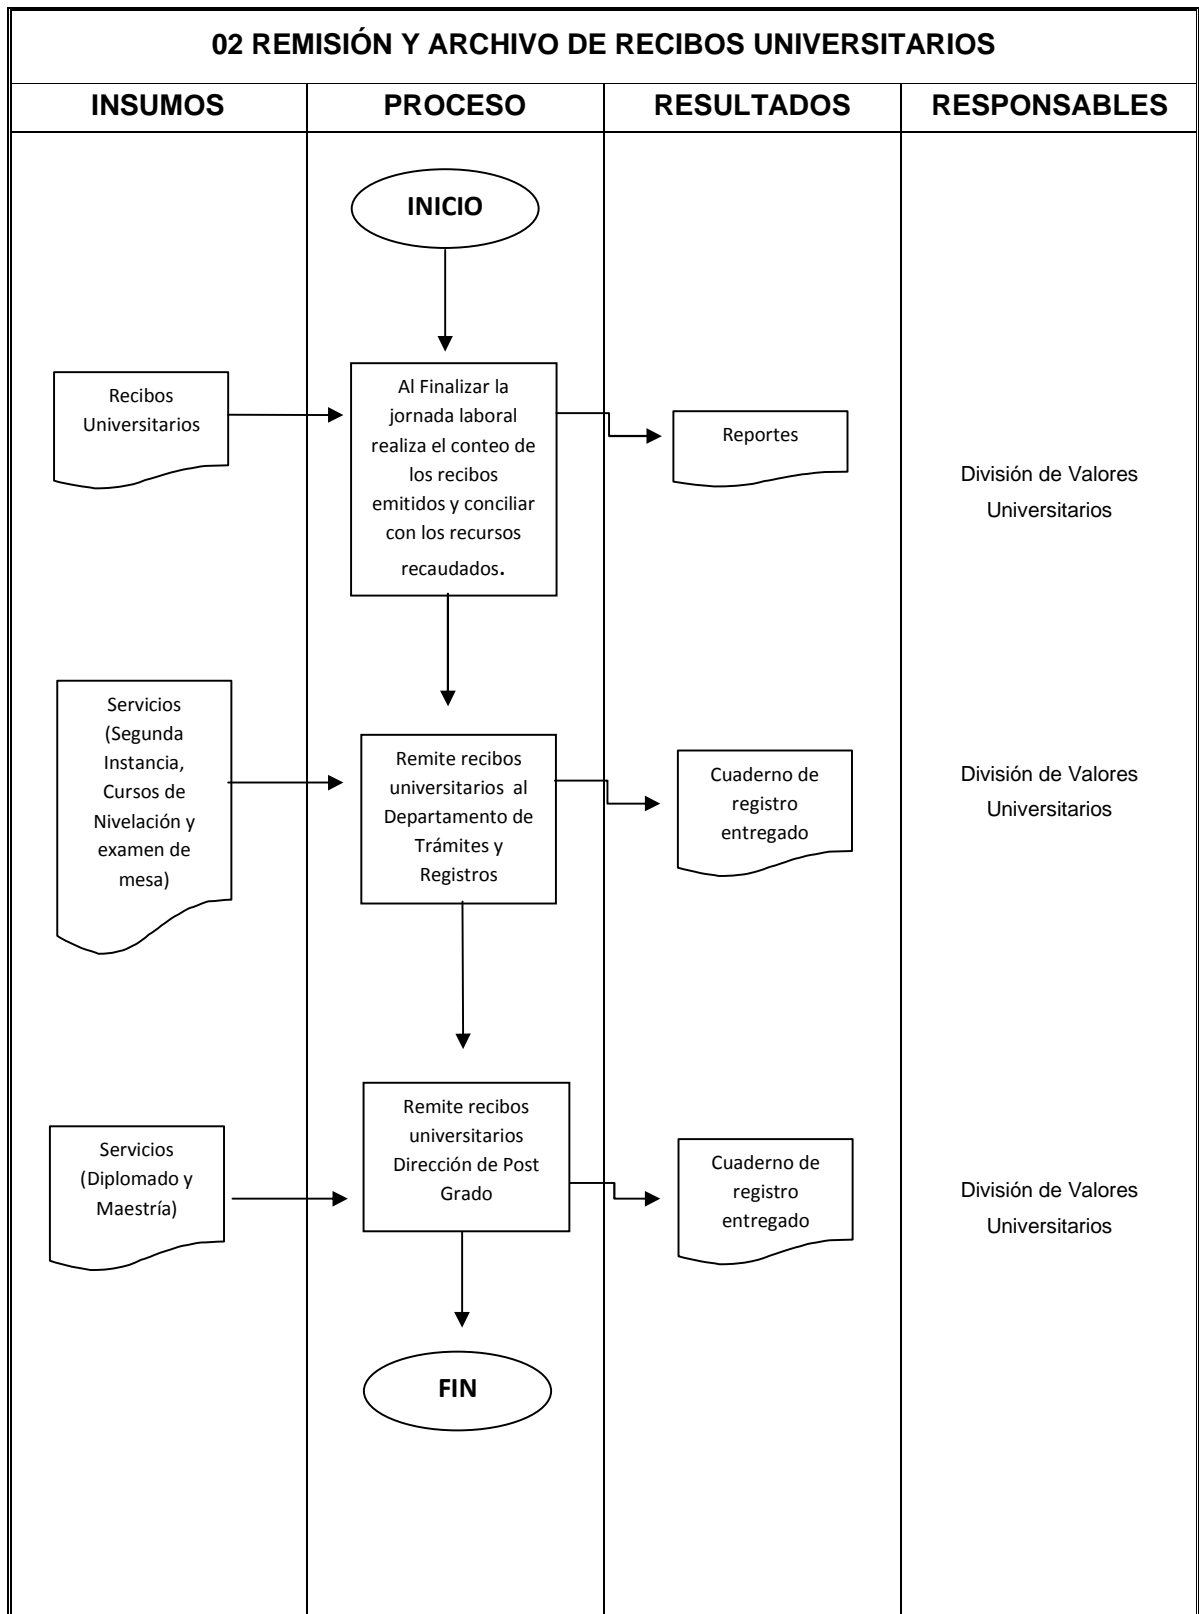 02 REMISIÓN Y ARCHIVO DE RECIBOS UNIVERSITARIOS
INSUMOS
PROCESO
RESULTADOS
RESPONSABLES
INICIO
Recibos
Universitarios
Al Finalizar la
jornada laboral
realiza el conteo de
los recibos
emitidos y conciliar
con los recursos
recaudados.
Reportes
División de Valores
Universitarios
Servicios
(Segunda
Instancia,
Cursos de
Nivelación y
examen de
mesa)
Remite recibos
universitarios al
Departamento de
Trámites y
Registros
Cuaderno de
registro
entregado
División de Valores
Universitarios
Servicios
(Diplomado y
Maestría)
Remite recibos
universitarios
Dirección de Post
Grado
Cuaderno de
registro
entregado
División de Valores
Universitarios
FIN